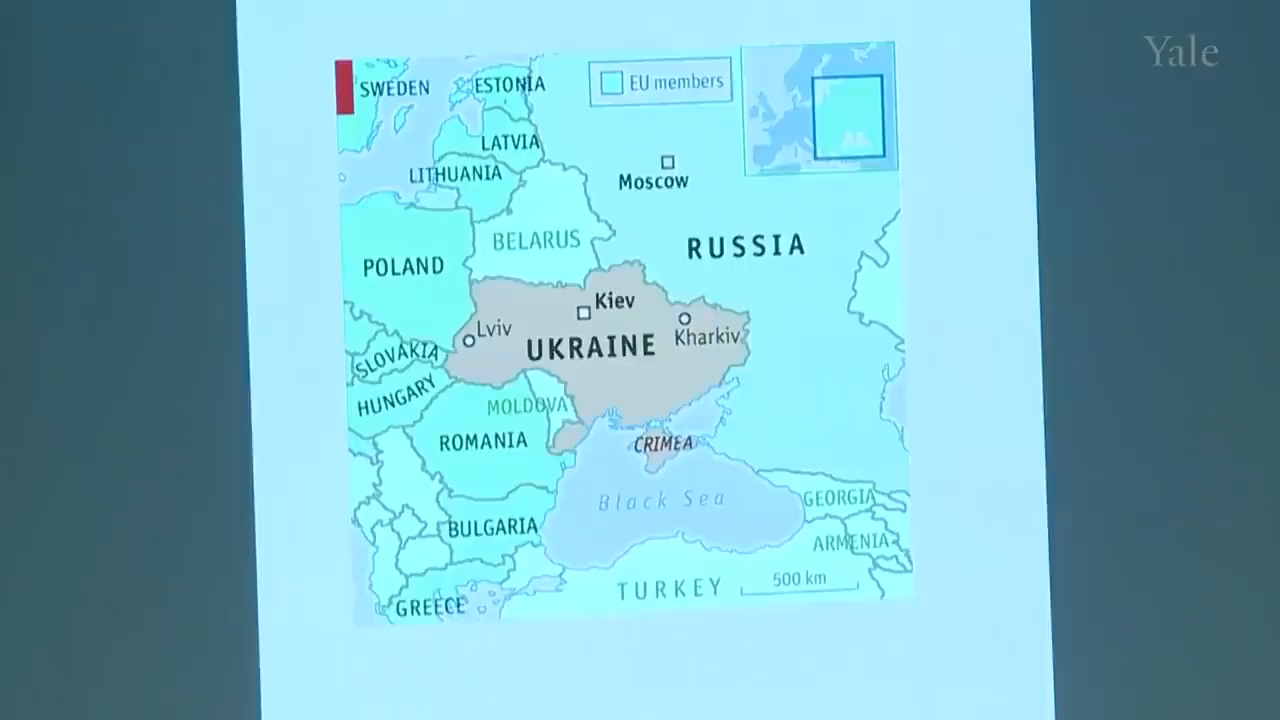 Yale
SWEDEN
ESTONIA
EU members
LATVIA
Moscow
LITHUANIA
BELARUS
RUSSIA
POLAND
Kiev
Lviv
UKRAINE
Kharkiv
SLOVAKIA
HUNGARY
MOLDOVA
ROMANIA
CRIMEA
Black Sea
GEORGIA
BULGARIA
ARMENIA
TURKEY
500 km
GREECE